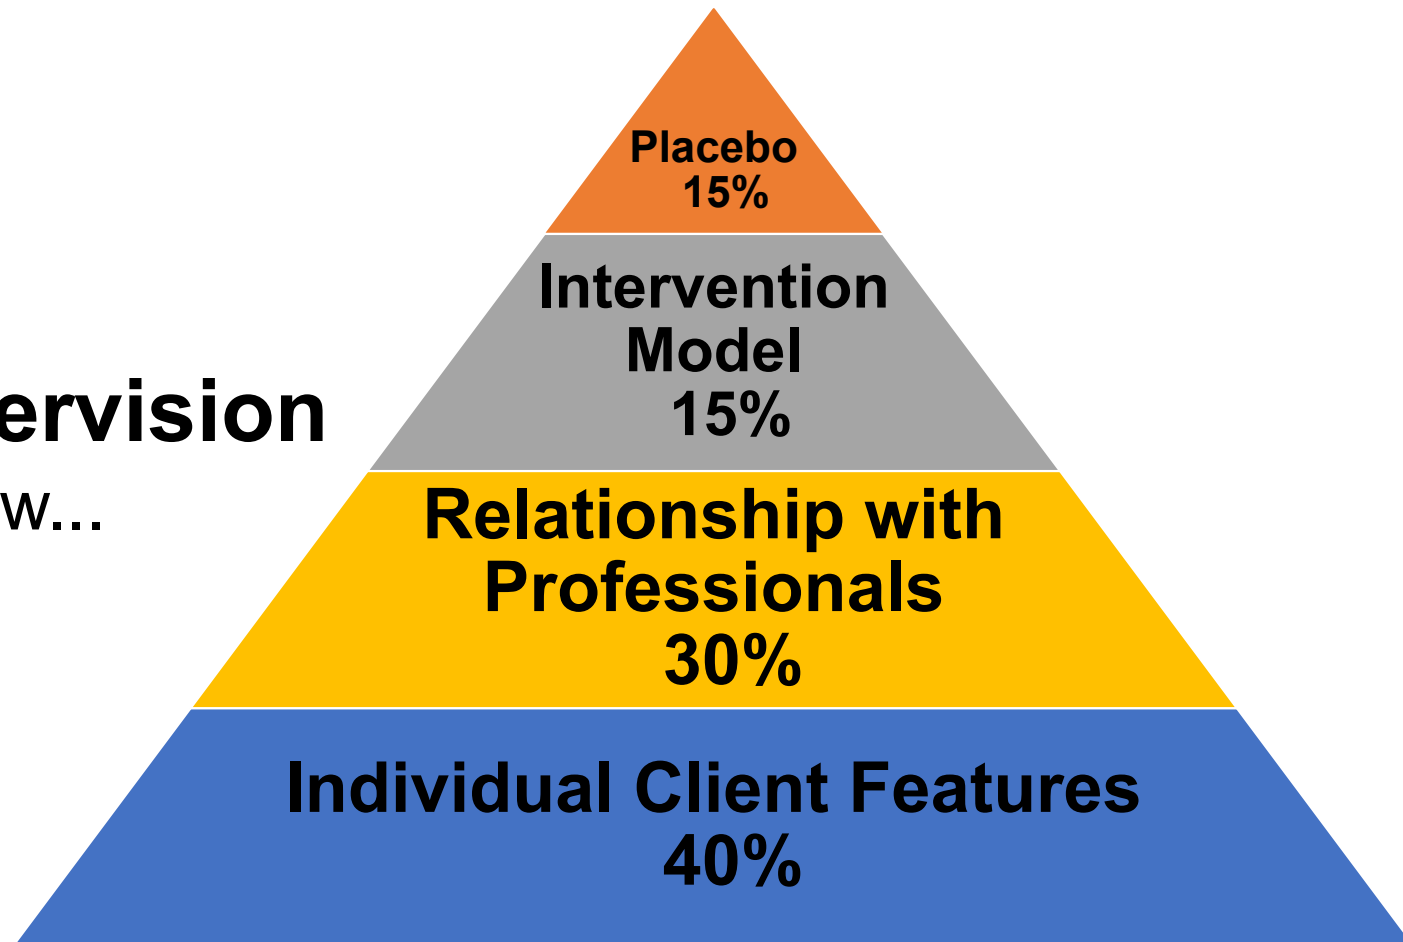 Placebo
15%
Intervention
Model
15%
ervision
w...
Relationship with
Professionals
30%
Individual Client Features
40%